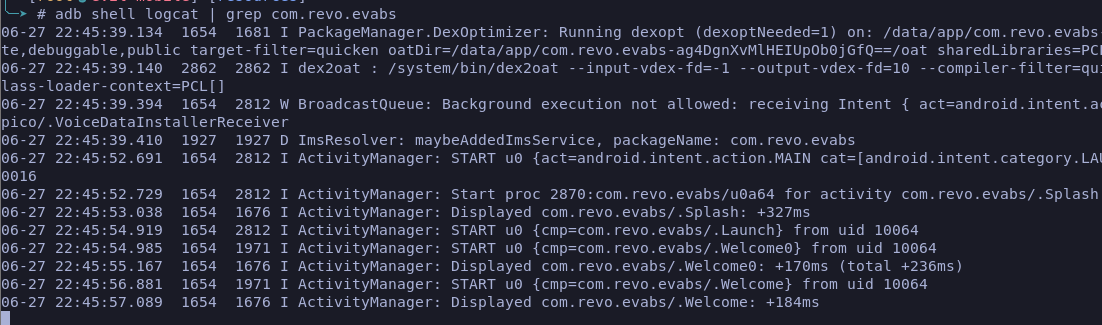 # adb shell logcat | grep com.revo.evabs
06-27 22:45:39.134  1654  1681 I PackageManager.DexOptimizer: Running dexopt (dexoptNeeded=1) on: /data/app/com.revo.evabs-
te,debuggable,public target-filter=quicken oatDir=/data/app/com.revo.evabs-ag4DgnXvMlHEIUpOb0jGfQ==/oat sharedLibraries=PCL
06-27 22:45:39.140  2862  2862 I dex2oat : /system/bin/dex2oat --input-vdex-fd=-1 --output-vdex-fd=10 --compiler-filter=qui
lass-loader-context=PCL[]
06-27 22:45:39.394  1654  2812 W BroadcastQueue: Background execution not allowed: receiving Intent { act=android.intent.ac
pico/.VoiceDataInstallerReceiver
06-27 22:45:39.410  1927  1927 D ImsResolver: maybeAddedImsService, packageName: com.revo.evabs
06-27 22:45:52.691  1654  2812 I ActivityManager: START u0 {act=android.intent.action.MAIN cat=[android.intent.category.LAU
0016
06-27 22:45:52.729  1654  2812 I ActivityManager: Start proc 2870:com.revo.evabs/u0a64 for activity com.revo.evabs/.Splash
06-27 22:45:53.038  1654  1676 I ActivityManager: Displayed com.revo.evabs/.Splash: +327ms
06-27 22:45:54.919  1654  2812 I ActivityManager: START u0 {cmp=com.revo.evabs/.Launch} from uid 10064
06-27 22:45:54.985  1654  1971 I ActivityManager: START u0 {cmp=com.revo.evabs/.Welcome0} from uid 10064
06-27 22:45:55.167  1654  1676 I ActivityManager: Displayed com.revo.evabs/.Welcome0: +170ms (total +236ms)
06-27 22:45:56.881  1654  1971 I ActivityManager: START u0 {cmp=com.revo.evabs/.Welcome} from uid 10064
06-27 22:45:57.089  1654  1676 I ActivityManager: Displayed com.revo.evabs/.Welcome: +184ms